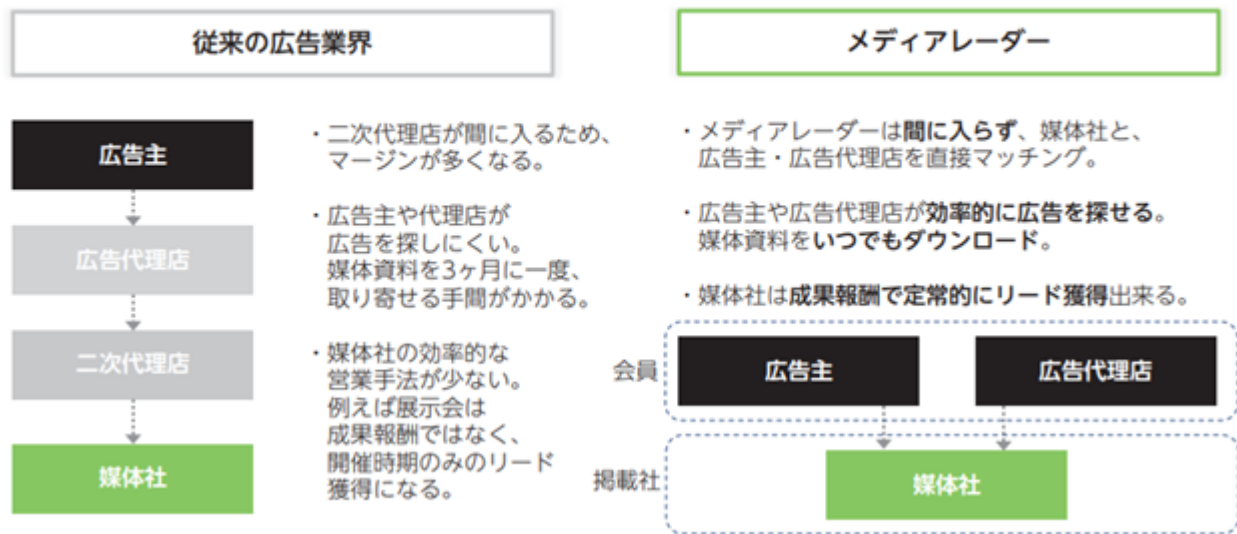 従来の広告業界
広告主
広告代理店
二次代理店
媒体社
・二次代理店が間に入るため、
マージンが多くなる。
・広告主や代理店が
広告を探しにくい。
媒体資料を3ヶ月に一度、
取り寄せる手間がかかる。
・媒体社の効率的な
営業手法が少ない。
例えば展示会は
成果報酬ではなく、
開催時期のみのリード
獲得になる。
メディアレーダー
・メディアレーダーは間に入らず、媒体社と、
広告主・広告代理店を直接マッチング。
・広告主や広告代理店が効率的に広告を探せる。
媒体資料をいつでもダウンロード。
・媒体社は成果報酬で定常的にリード獲得出来る。
会員
広告主
広告代理店
掲載社
媒体社